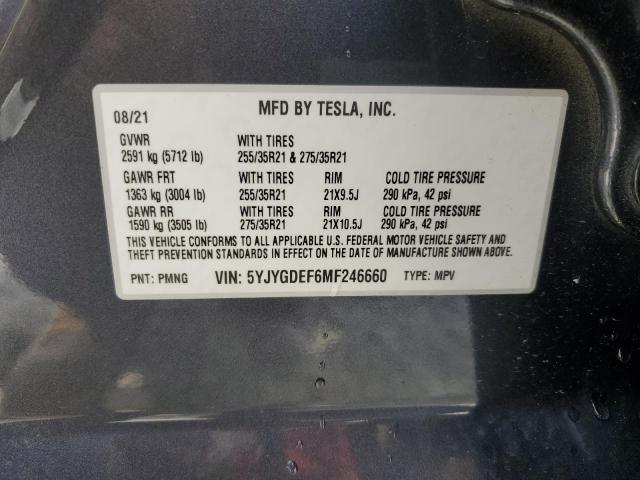 MFD BY TESLA, INC.
08/21
GVWR WITH TIRES
2591 kg (5712 lb) 255/35R21 & 275/35R21
GAWR FRT WITH TIRES RIM COLD TIRE PRESSURE
1363 kg (3004 lb) 255/35R21 21X9.5J 290 kPa, 42 psi
GAWR RR WITH TIRES RIM COLD TIRE PRESSURE
1590 kg (3505 lb) 275/35R21 21X10.5J 290 kPa, 42 psi
THIS VEHICLE CONFORMS TO ALL APPLICABLE U.S. FEDERAL MOTOR VEHICLE SAFETY AND
THEFT PREVENTION STANDARDS IN EFFECT ON THE DATE OF MANUFACTURE SHOWN ABOVE.
PNT: PMNG VIN: 5YJYGDEF6MF246660 TYPE: MPV